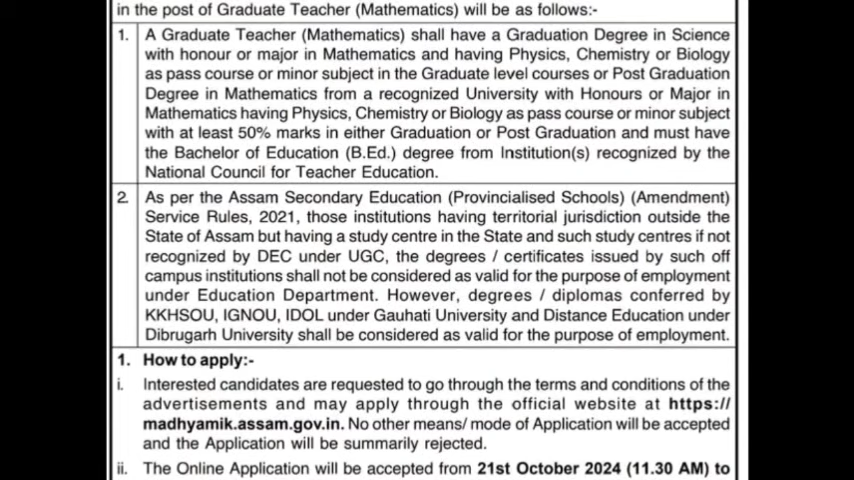 in the post of Graduate Teacher (Mathematics) will be as follows:-
1. A Graduate Teacher (Mathematics) shall have a Graduation Degree in Science
with honour or major in Mathematics and having Physics, Chemistry or Biology
as pass course or minor subject in the Graduate level courses or Post Graduation
Degree in Mathematics from a recognized University with Honours or Major in
Mathematics having Physics, Chemistry or Biology as pass course or minor subject
with at least 50% marks in either Graduation or Post Graduation and must have
the Bachelor of Education (B.Ed.) degree from Institution(s) recognized by the
National Council for Teacher Education.
2. As per the Assam Secondary Education (Provincialised Schools) (Amendment)
Service Rules, 2021, those institutions having territorial jurisdiction outside the
State of Assam but having a study centre in the State and such study centres if not
recognized by DEC under UGC, the degrees / certificates issued by such off
campus institutions shall not be considered as valid for the purpose of employment
under Education Department. However, degrees / diplomas conferred by
KKHSOU, IGNOU, IDOL under Gauhati University and Distance Education under
Dibrugarh University shall be considered as valid for the purpose of employment.
1. How to apply:-
i. Interested candidates are requested to go through the terms and conditions of the
advertisements and may apply through the official website at https://
madhyamik.assam.gov.in. No other means/ mode of Application will be accepted
and the Application will be summarily rejected.
ii. The Online Application will be accepted from 21st October 2024 (11.30 AM) to